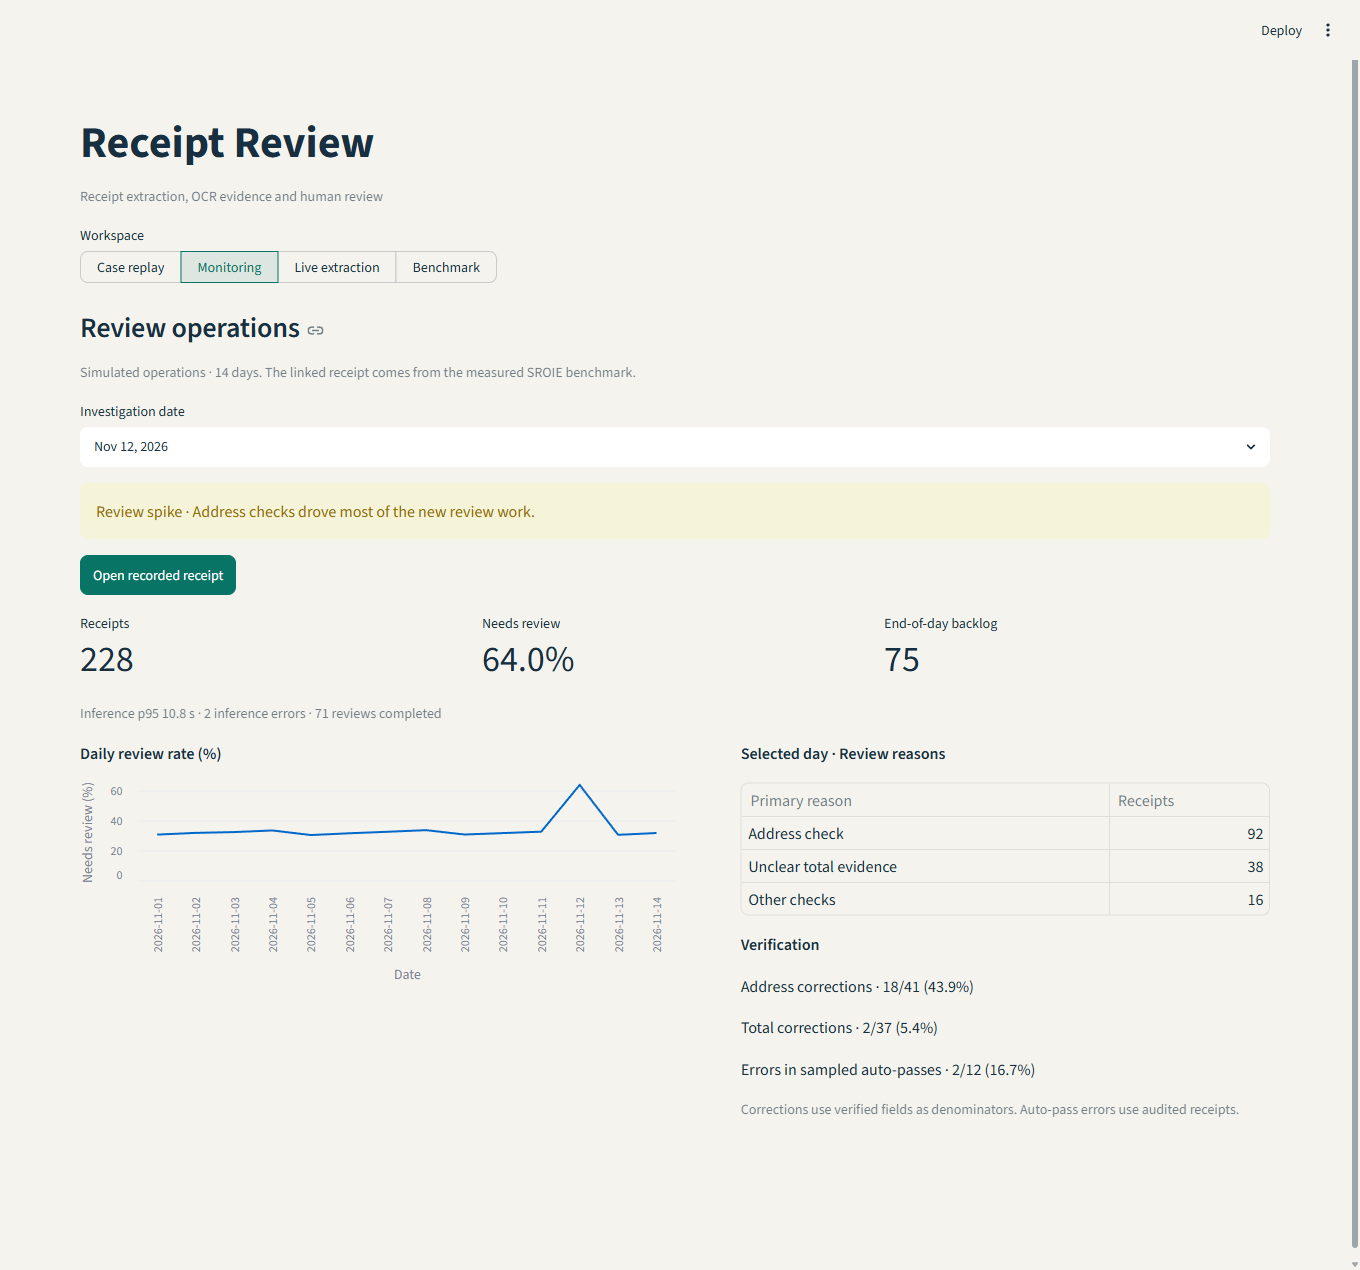 Deploy
Receipt Review
Receipt extraction, OCR evidence and human review
Workspace
Case replay
Monitoring
Live extraction
Benchmark
Review operations
Simulated operations · 14 days. The linked receipt comes from the measured SROIE benchmark.
Investigation date
Nov 12, 2026
Review spike · Address checks drove most of the new review work.
Open recorded receipt
Receipts
228
Needs review
64.0%
End-of-day backlog
75
Inference p95 10.8 s · 2 inference errors · 71 reviews completed
Daily review rate (%)
Needs review (%)
60
40
20
0
2026-11-01
2026-11-02
2026-11-03
2026-11-04
2026-11-05
2026-11-06
2026-11-07
2026-11-08
2026-11-09
2026-11-10
2026-11-11
2026-11-12
2026-11-13
2026-11-14
Date
Selected day · Review reasons
Primary reason Receipts
Address check 92
Unclear total evidence 38
Other checks 16
Verification
Address corrections · 18/41 (43.9%)
Total corrections · 2/37 (5.4%)
Errors in sampled auto-passes · 2/12 (16.7%)
Corrections use verified fields as denominators. Auto-pass errors use audited receipts.